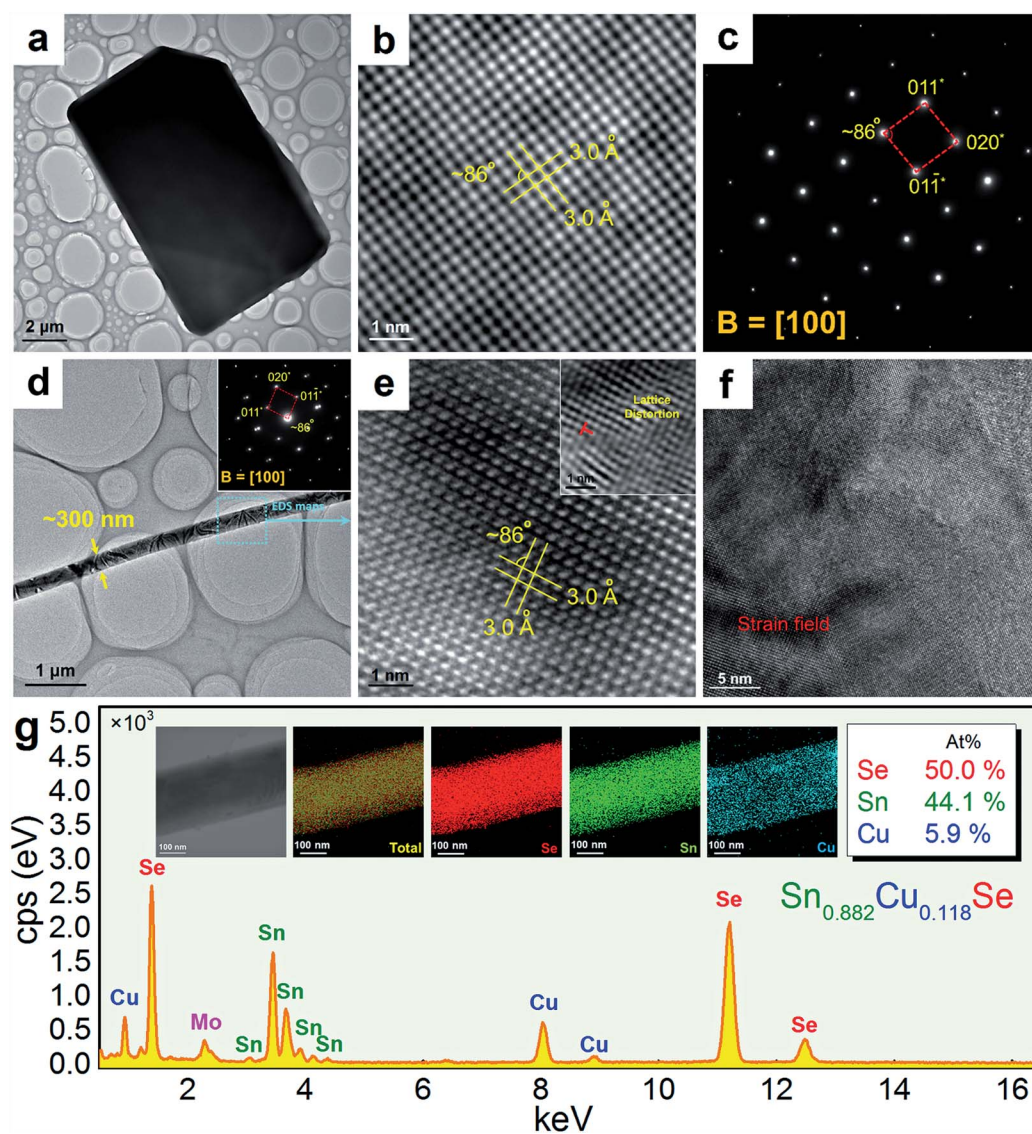 a
2 µm
b
~86°
3.0 Å
3.0 Å
1 nm
c
011*
~86°
020*
011̄*
B = [100]
d
020*
011̄*
011*
~86°
B = [100]
EDS maps
~300 nm
1 µm
e
Lattice
Distortion
1 nm
~86°
3.0 Å
3.0 Å
1 nm
f
Strain field
5 nm
g
×10³
5.0
4.5
4.0
3.5
3.0
2.5
2.0
1.5
1.0
0.5
0.0
cps (eV)
100 nm
100 nm
Total
100 nm
Se
100 nm
Sn
100 nm
Cu
At%
Se 50.0 %
Sn 44.1 %
Cu 5.9 %
Sn₀.₈₈₂Cu₀.₁₁₈Se
Cu
Se
Mo
Sn
Sn
Sn
Sn
Sn
Cu
Cu
Se
Se
2 4 6 8 10 12 14 16
keV